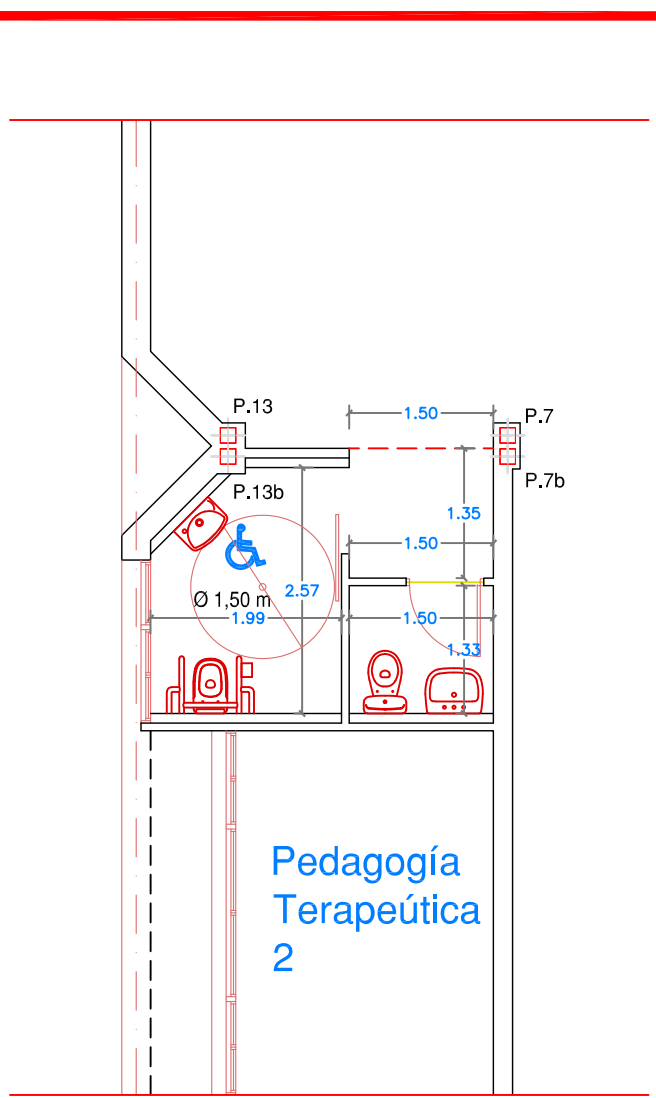 P.13
1.50
P.7
P.7b
P.13b
1.35
1.50
Ø 1,50 m
2.57
1.99
1.50
1.33
Pedagogía
Terapeútica
2